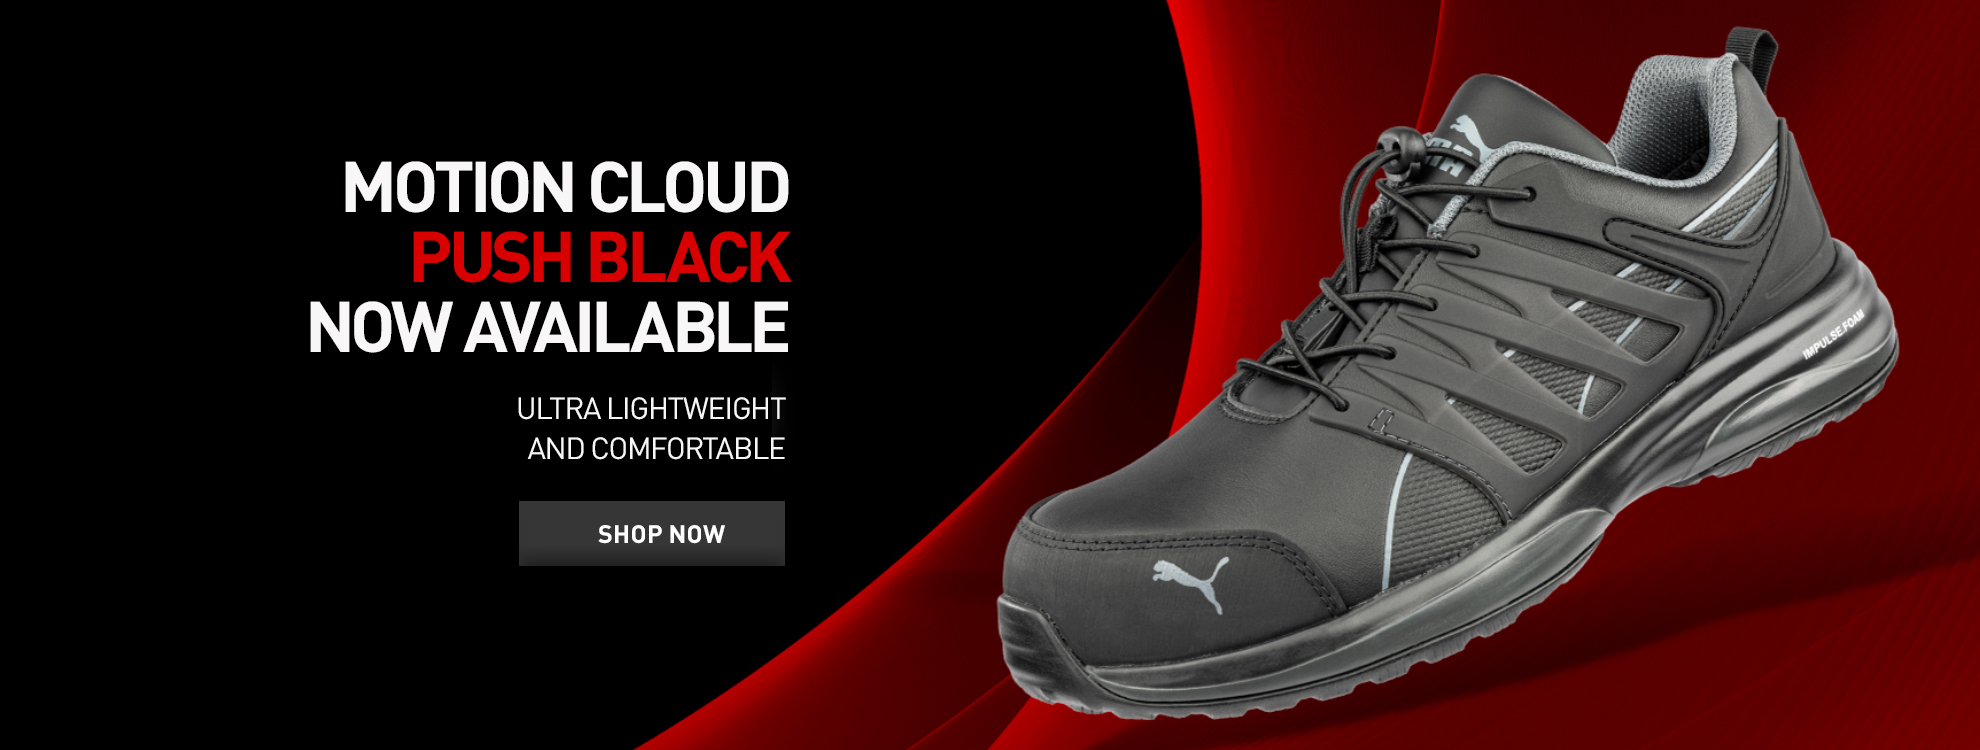 MOTION CLOUD
PUSH BLACK
NOW AVAILABLE
ULTRA LIGHTWEIGHT
AND COMFORTABLE
SHOP NOW
IMPULSE.FOAM